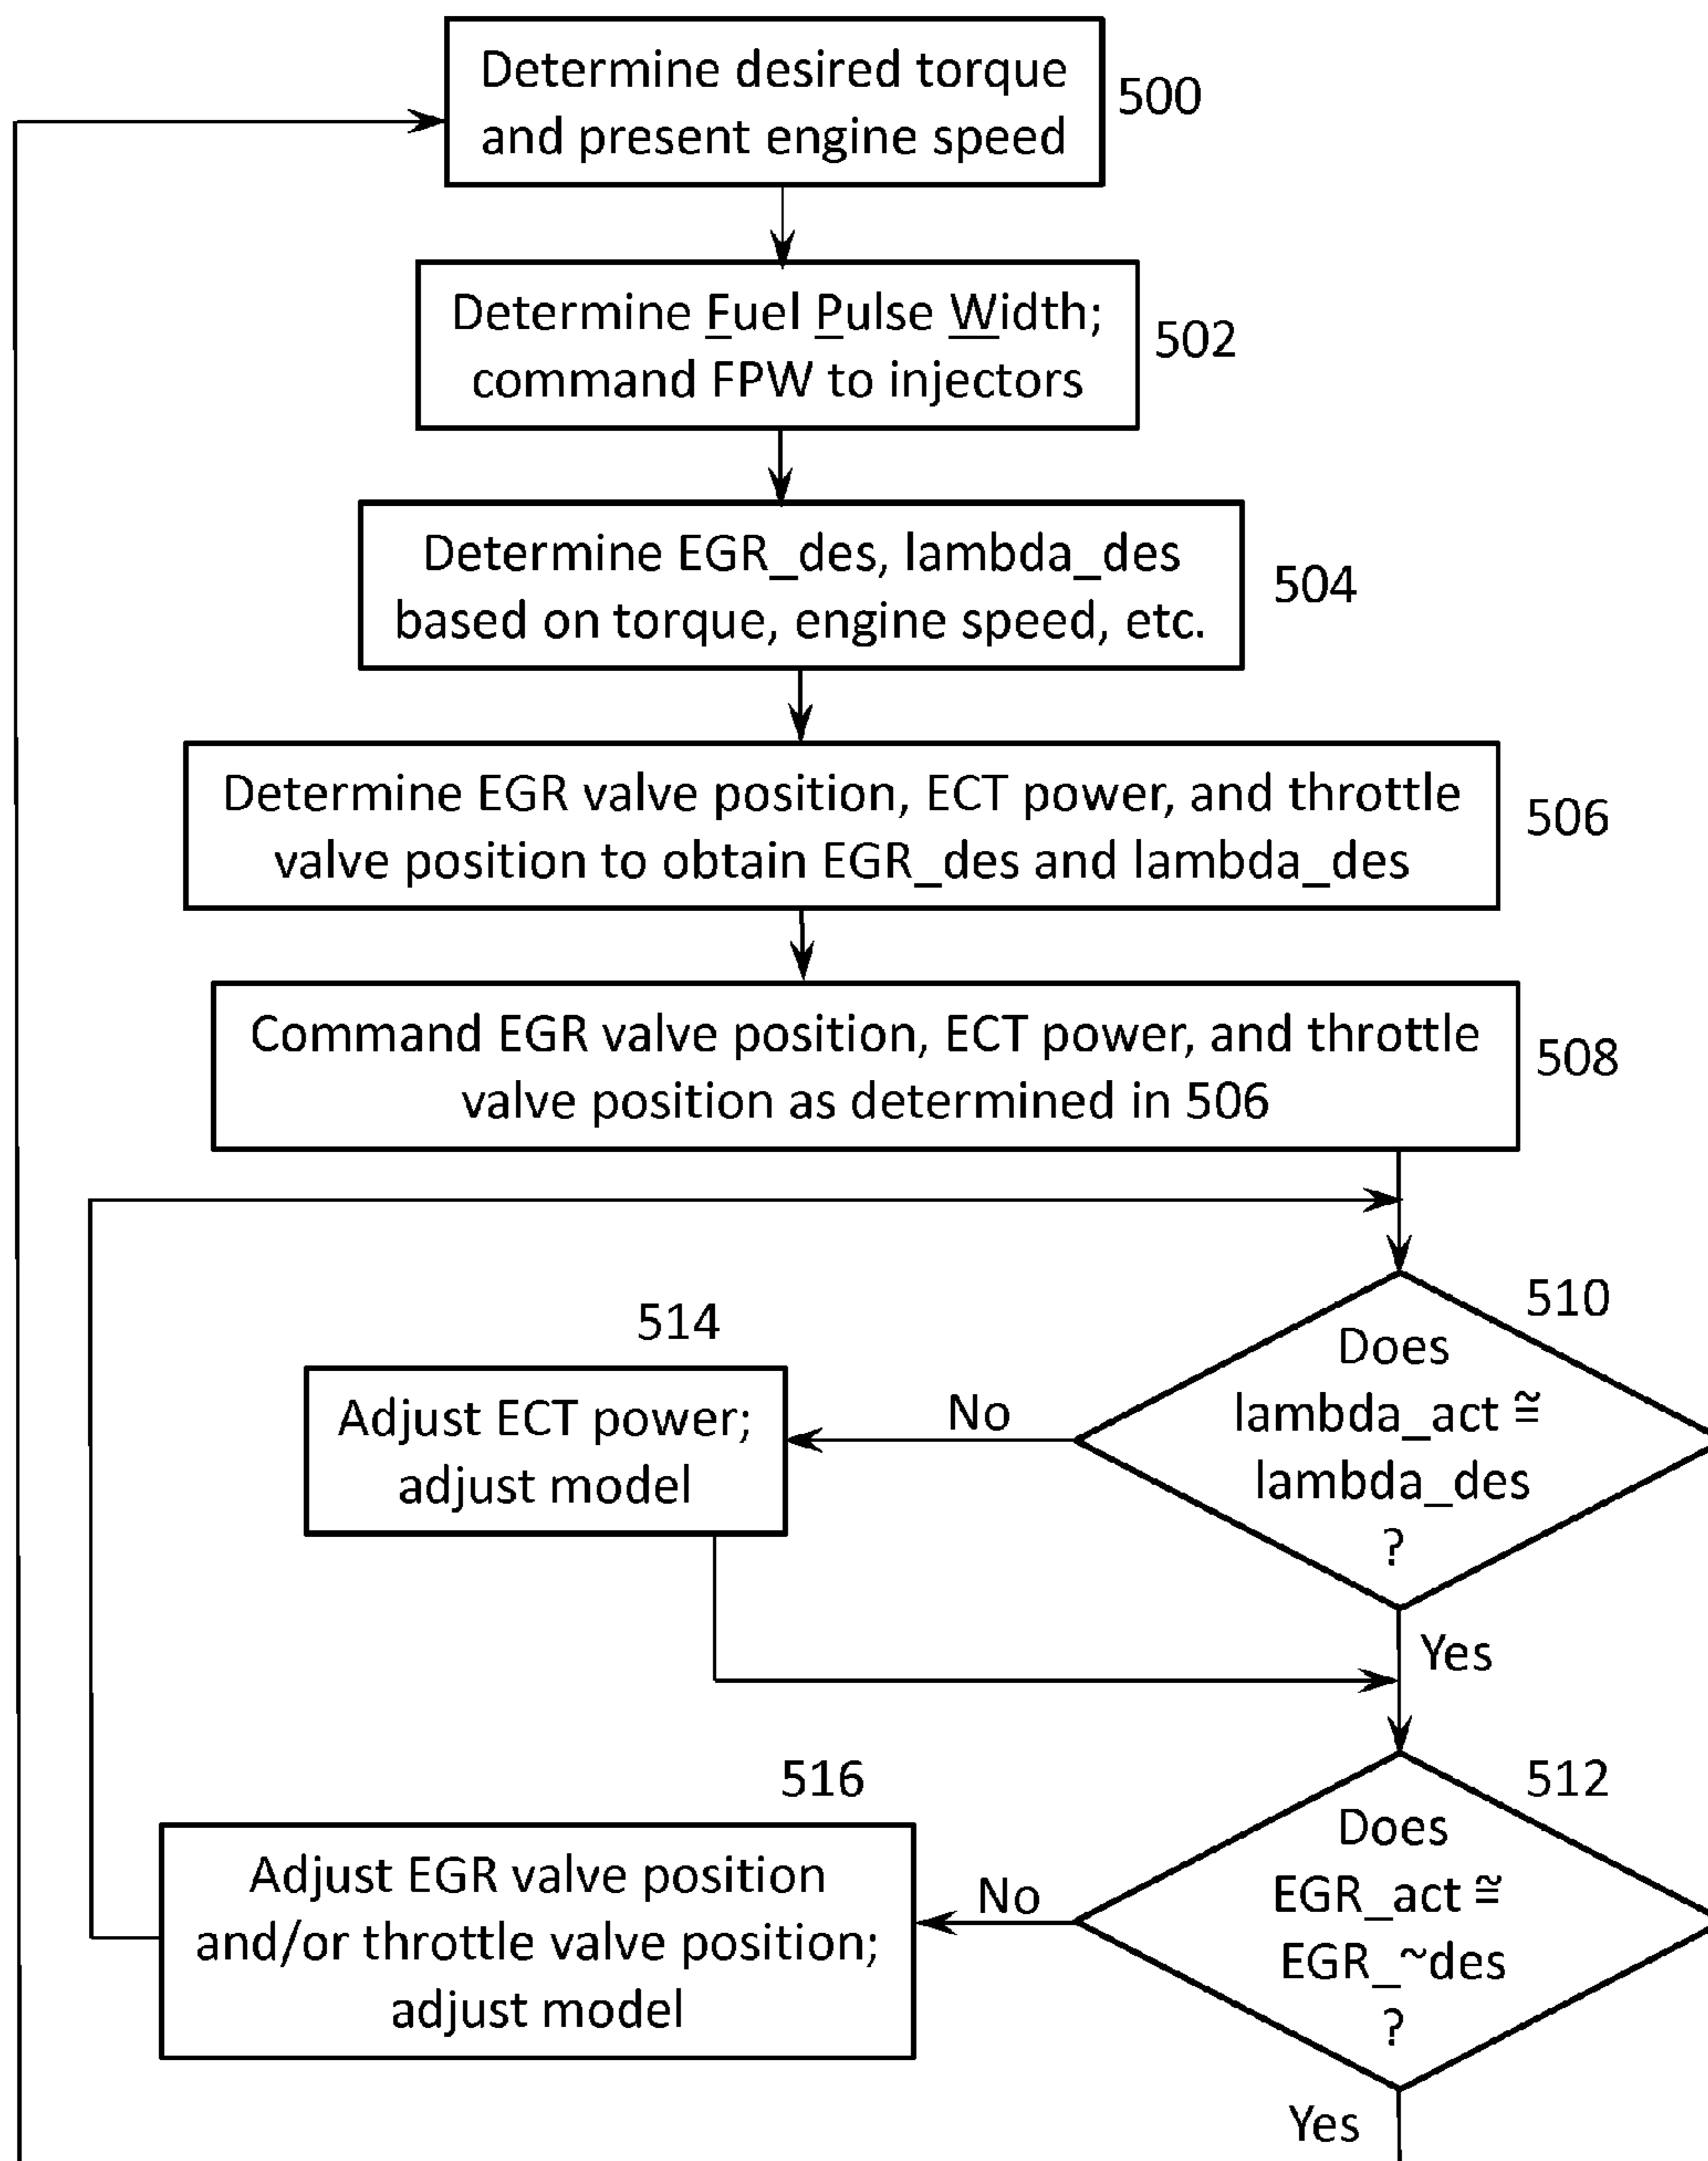 Determine desired torque
and present engine speed
500
Determine Fuel Pulse Width;
command FPW to injectors
502
Determine EGR_des, lambda_des
based on torque, engine speed, etc.
504
Determine EGR valve position, ECT power, and throttle
valve position to obtain EGR_des and lambda_des
506
Command EGR valve position, ECT power, and throttle
valve position as determined in 506
508
510
Does
lambda_act ≅
lambda_des
?
No
514
Adjust ECT power;
adjust model
Yes
512
Does
EGR_act ≅
EGR_~des
?
No
516
Adjust EGR valve position
and/or throttle valve position;
adjust model
Yes